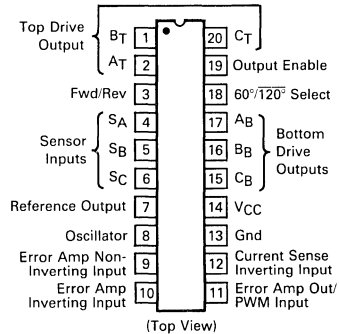 Top Drive
Output
BT 1
AT 2
Fwd/Rev 3
SA 4
Sensor
Inputs
SB 5
SC 6
Reference Output 7
Oscillator 8
Error Amp Non-
Inverting Input 9
Error Amp
Inverting Input 10
20 CT
19 Output Enable
18 60°/120° Select
17 AB
16 BB
15 CB
Bottom
Drive
Outputs
14 VCC
13 Gnd
12 Current Sense
Inverting Input
11 Error Amp Out/
PWM Input
(Top View)